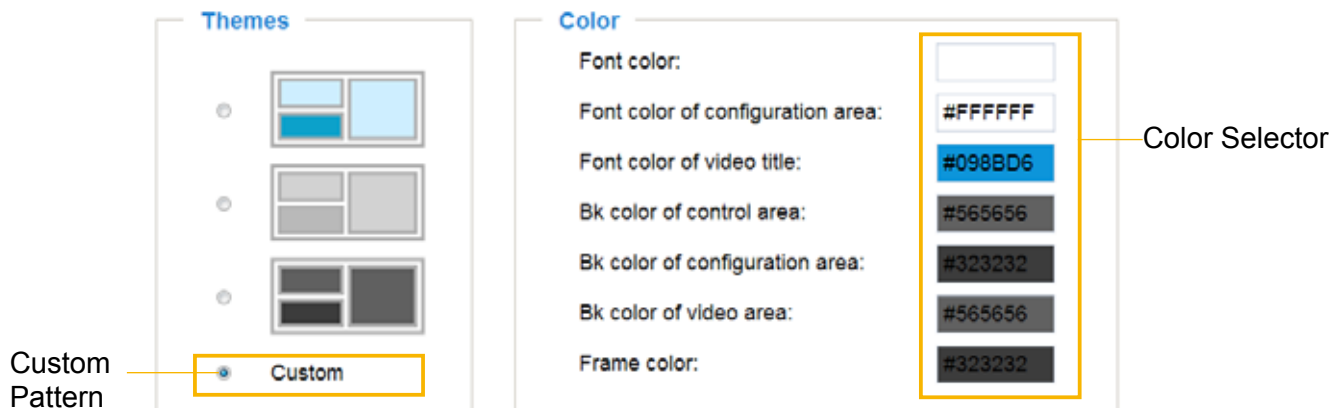 Themes
Color
Font color:
Font color of configuration area: #FFFFFF
Font color of video title: #098BD6
Bk color of control area: #565656
Bk color of configuration area: #323232
Bk color of video area: #565656
Frame color: #323232
Color Selector
Custom
Pattern
Custom